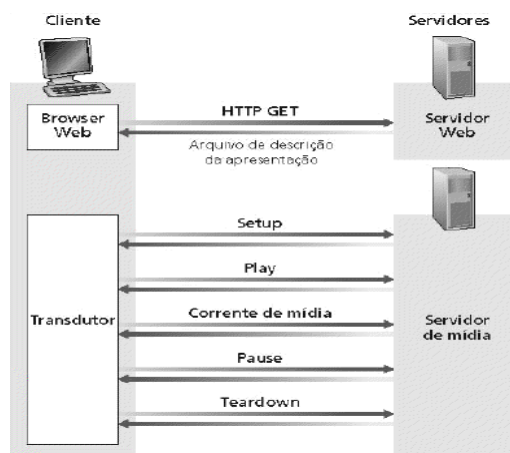 Cliente
Servidores
Browser
Web
HTTP GET
Arquivo de descrição
da apresentação
Servidor
Web
Setup
Play
Transdutor
Corrente de mídia
Servidor
de mídia
Pause
Teardown